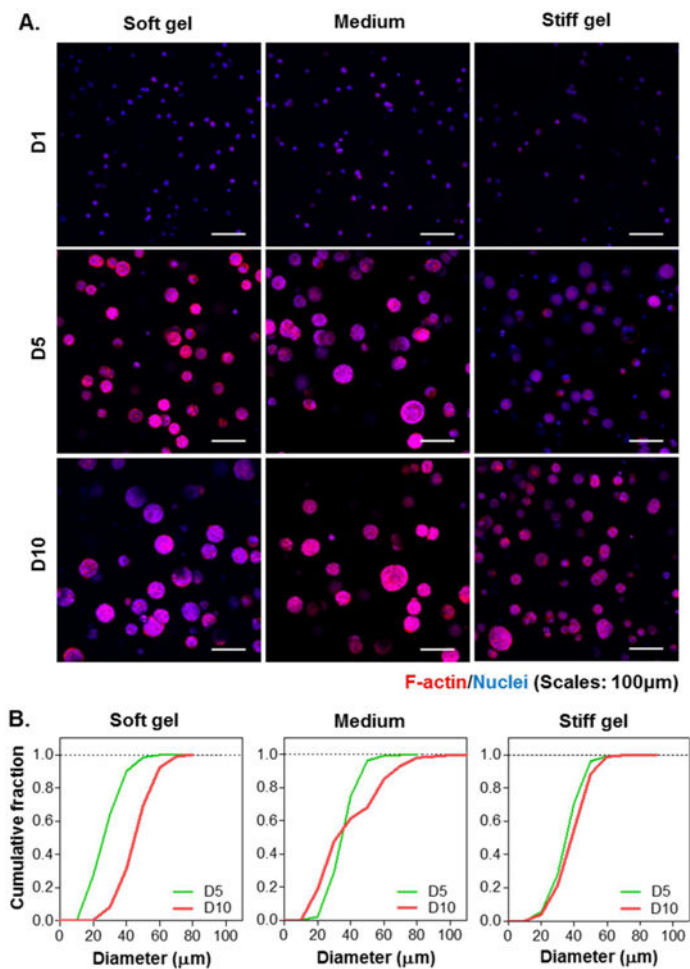 A.
Soft gel Medium Stiff gel
D1
D5
D10
F-actin/Nuclei (Scales: 100μm)
B.
Soft gel Medium Stiff gel
Cumulative fraction
1.0 1.0 1.0
0.8 0.8 0.8
0.6 0.6 0.6
0.4 0.4 0.4
0.2 0.2 0.2
0.0 0.0 0.0
D5 D5 D5
D10 D10 D10
0 20 40 60 80 100 0 20 40 60 80 100 0 20 40 60 80 100
Diameter (μm) Diameter (μm) Diameter (μm)